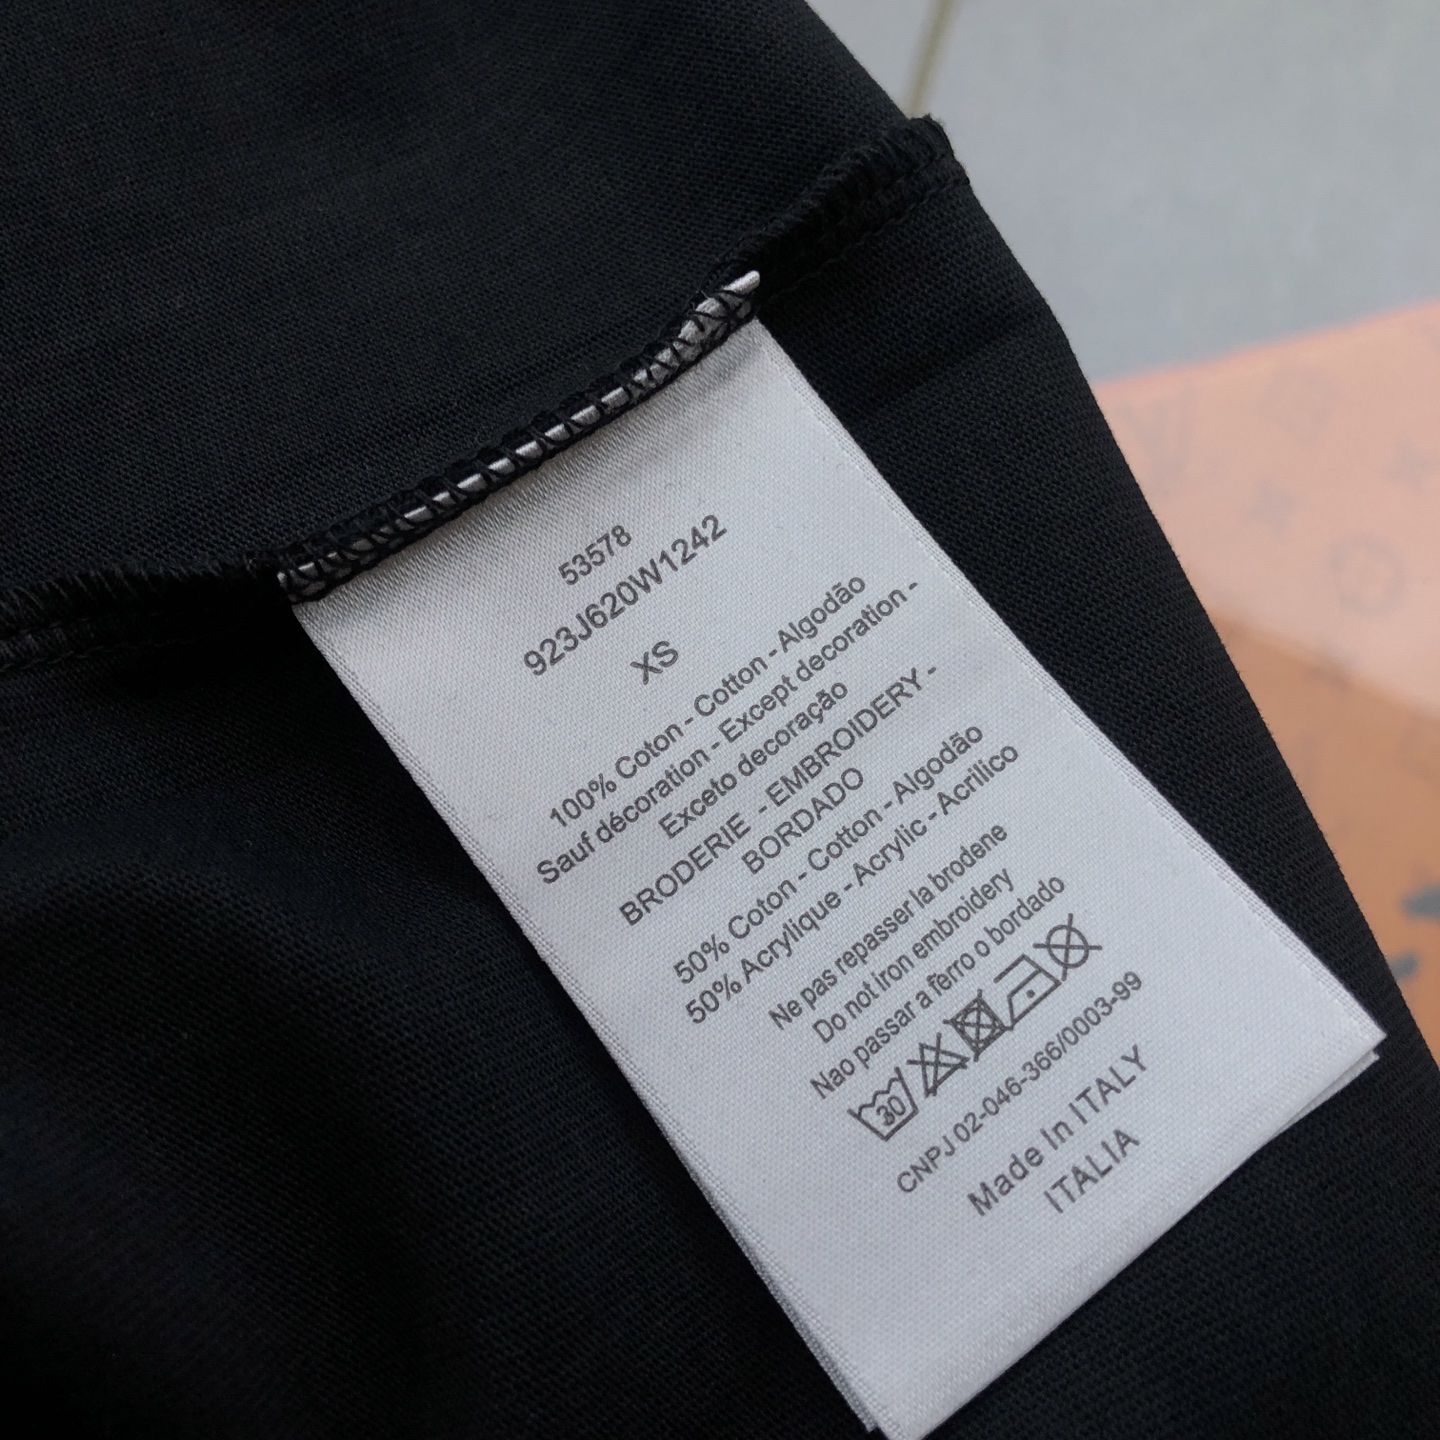 53578
923J620W1242
XS
100% Coton - Cotton - Algodão
Sauf décoration - Except decoration -
Exceto decoração
BRODERIE - EMBROIDERY -
BORDADO
50% Coton - Cotton - Algodão
50% Acrylique - Acrylic - Acrilico
Ne pas repasser la brodene
Do not iron embroidery
Nao passar a ferro o bordado
30
CNPJ 02-046-366/0003-99
Made In ITALY
ITALIA